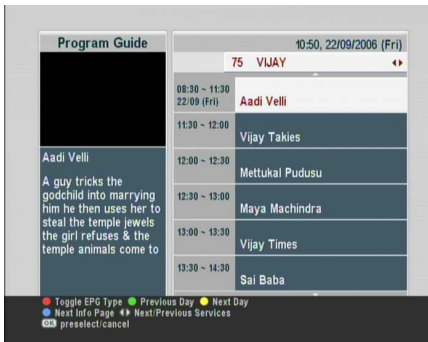 Program Guide
10:50, 22/09/2006 (Fri)
75 VIJAY
08:30 ~ 11:30
22/09 (Fri)
Aadi Velli
11:30 ~ 12:00
Vijay Takies
12:00 ~ 12:30
Mettukal Pudusu
12:30 ~ 13:00
Maya Machindra
13:00 ~ 13:30
Vijay Times
13:30 ~ 14:30
Sai Baba
Aadi Velli
A guy tricks the
godchild into marrying
him he then uses her to
steal the temple jewels
the girl refuses & the
temple animals come to
Toggle EPG Type Previous Day Next Day
Next Info Page Next/Previous Services
OK preselect/cancel